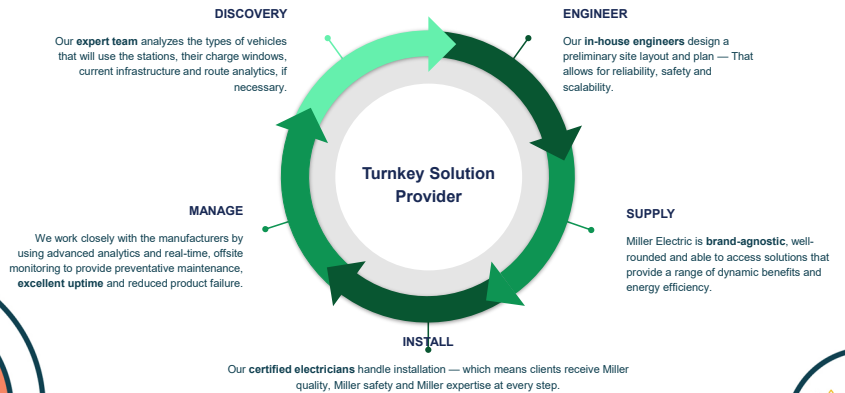 DISCOVERY
Our expert team analyzes the types of vehicles
that will use the stations, their charge windows,
current infrastructure and route analytics, if
necessary.
ENGINEER
Our in-house engineers design a
preliminary site layout and plan — That
allows for reliability, safety and
scalability.
Turnkey Solution
Provider
MANAGE
We work closely with the manufacturers by
using advanced analytics and real-time, offsite
monitoring to provide preventative maintenance,
excellent uptime and reduced product failure.
SUPPLY
Miller Electric is brand-agnostic, well-
rounded and able to access solutions that
provide a range of dynamic benefits and
energy efficiency.
INSTALL
Our certified electricians handle installation — which means clients receive Miller
quality, Miller safety and Miller expertise at every step.